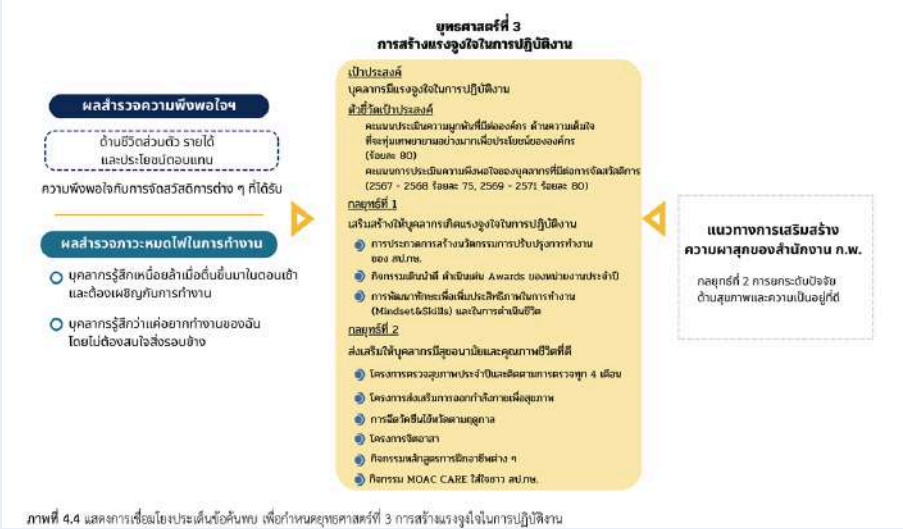 ยุทธศาสตร์ที่ 3
การสร้างแรงจูงใจในการปฏิบัติงาน
ผลสำรวจความพึงพอใจฯ
ด้านชีวิตส่วนตัว รายได้
และประโยชน์ตอบแทน
ความพึงพอใจกับการจัดสวัสดิการต่าง ๆ ที่ได้รับ
ผลสำรวจภาวะหมดไฟในการทำงาน
บุคลากรรู้สึกเหนื่อยล้าเมื่อตื่นขึ้นมาในตอนเช้า
และต้องเผชิญกับการทำงาน
บุคลากรรู้สึกว่าแค่อยากทำงานของฉัน
โดยไม่ต้องสนใจสิ่งรอบข้าง
เป้าประสงค์
บุคลากรมีแรงจูงใจในการปฏิบัติงาน
ตัวชี้วัดเป้าประสงค์
คะแนนประเมินความผูกพันที่มีต่อองค์กร ด้านความเต็มใจ
ที่จะทุ่มเทพยายามอย่างมากเพื่อประโยชน์ขององค์กร
(ร้อยละ 80)
คะแนนการประเมินความพึงพอใจของบุคลากรที่มีต่อการจัดสวัสดิการ
(2567 - 2568 ร้อยละ 75, 2569 - 2571 ร้อยละ 80)
กลยุทธ์ที่ 1
เสริมสร้างให้บุคลากรเกิดแรงจูงใจในการปฏิบัติงาน
การประกวดการสร้างนวัตกรรมการปรับปรุงการทำงาน
ของ สป.กษ.
กิจกรรมเดินนำดี ดำเนินเด่น Awards ของหน่วยงานประจำปี
การพัฒนาทักษะเพื่อเพิ่มประสิทธิภาพในการทำงาน
(Mindset&Skills) และในการดำเนินชีวิต
กลยุทธ์ที่ 2
ส่งเสริมให้บุคลากรมีสุขอนามัยและคุณภาพชีวิตที่ดี
โครงการตรวจสุขภาพประจำปีและติดตามการตรวจทุก 4 เดือน
โครงการส่งเสริมการออกกำลังกายเพื่อสุขภาพ
การฉีดวัคซีนไข้หวัดตามฤดูกาล
โครงการจิตอาสา
กิจกรรมหลักสูตรการฝึกอาชีพต่าง ๆ
กิจกรรม MOAC CARE ใส่ใจชาว สป.กษ.
แนวทางการเสริมสร้าง
ความผาสุกของสำนักงาน ก.พ.
กลยุทธ์ที่ 2 การยกระดับปัจจัย
ด้านสุขภาพและความเป็นอยู่ที่ดี
ภาพที่ 4.4 แสดงการเชื่อมโยงประเด็นข้อค้นพบ เพื่อกำหนดยุทธศาสตร์ที่ 3 การสร้างแรงจูงใจในการปฏิบัติงาน